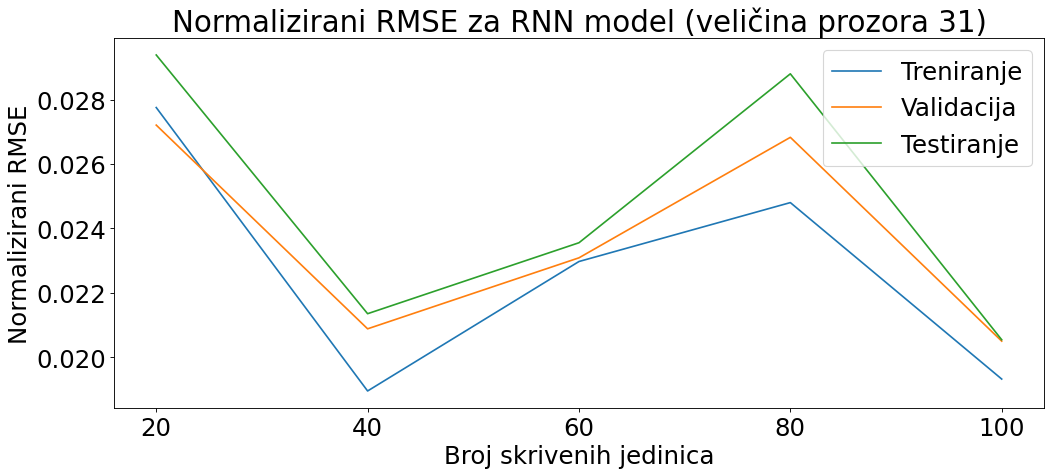 Normalizirani RMSE za RNN model (veličina prozora 31)
Treniranje
Validacija
Testiranje
Normalizirani RMSE
0.028
0.026
0.024
0.022
0.020
20 40 60 80 100
Broj skrivenih jedinica